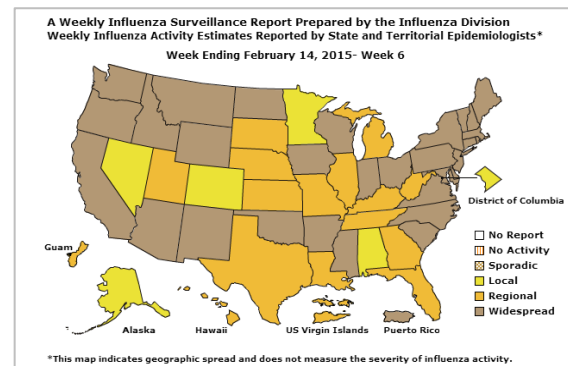 A Weekly Influenza Surveillance Report Prepared by the Influenza Division
Weekly Influenza Activity Estimates Reported by State and Territorial Epidemiologists*
Week Ending February 14, 2015- Week 6
District of Columbia
No Report
No Activity
Sporadic
Local
Regional
Widespread
Guam
Alaska
Hawaii
US Virgin Islands
Puerto Rico
*This map indicates geographic spread and does not measure the severity of influenza activity.